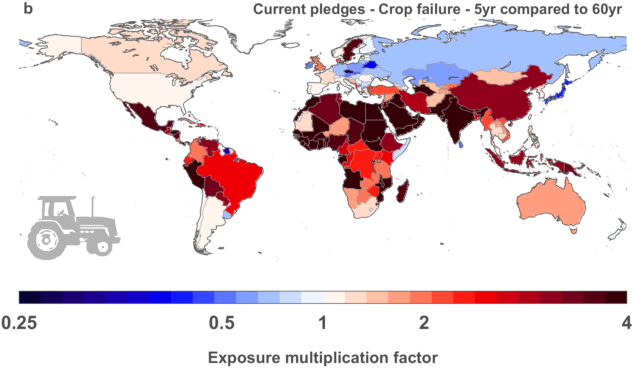 b
Current pledges - Crop failure - 5yr compared to 60yr
0.25 0.5 1 2 4
Exposure multiplication factor